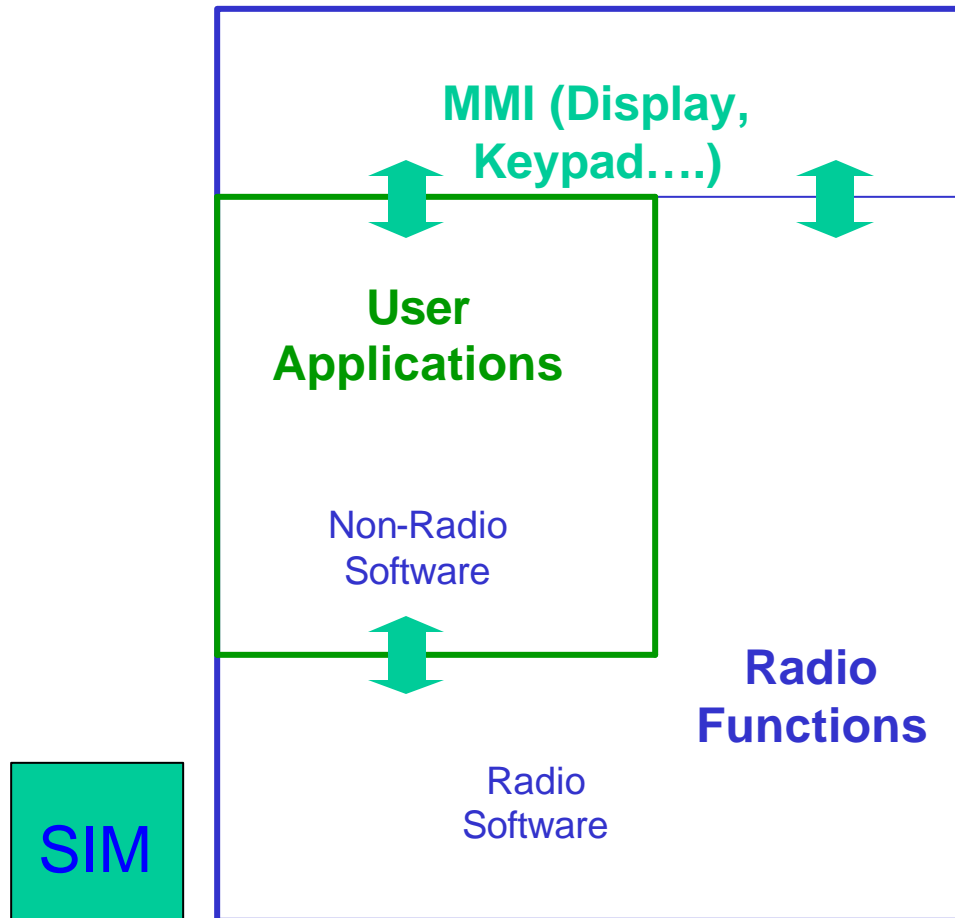 MMI (Display,
Keypad….)
User
Applications
Non-Radio
Software
Radio
Functions
Radio
Software
SIM